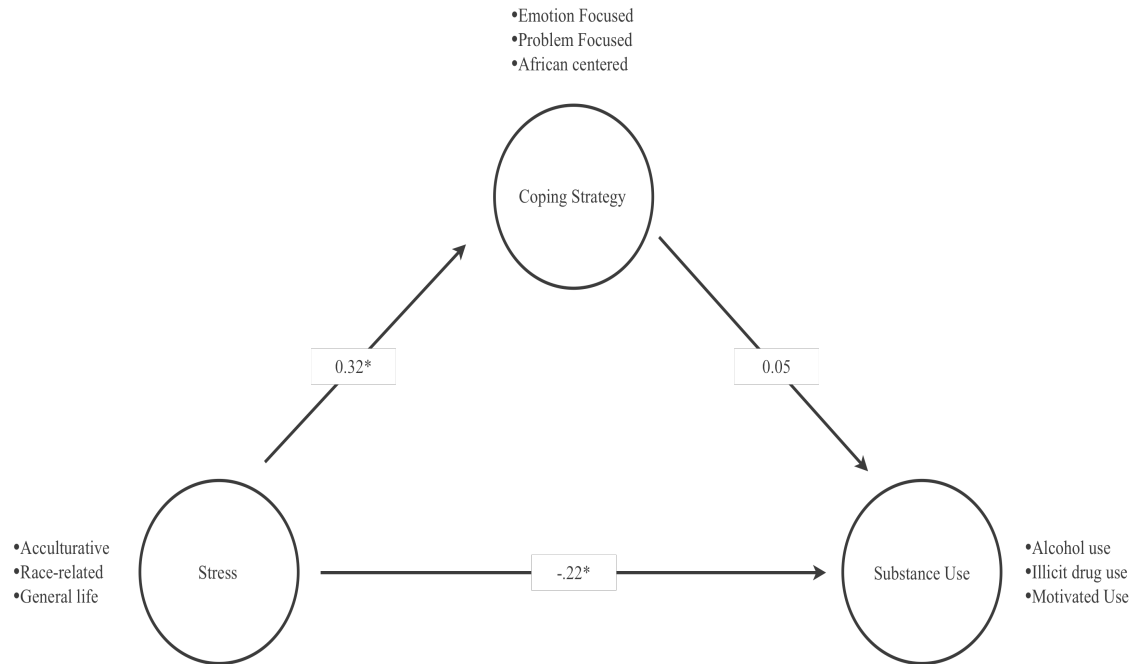 •Emotion Focused
•Problem Focused
•African centered
Coping Strategy
0.32*
0.05
•Acculturative
•Race-related
•General life
Stress
-.22*
Substance Use
•Alcohol use
•Illicit drug use
•Motivated Use